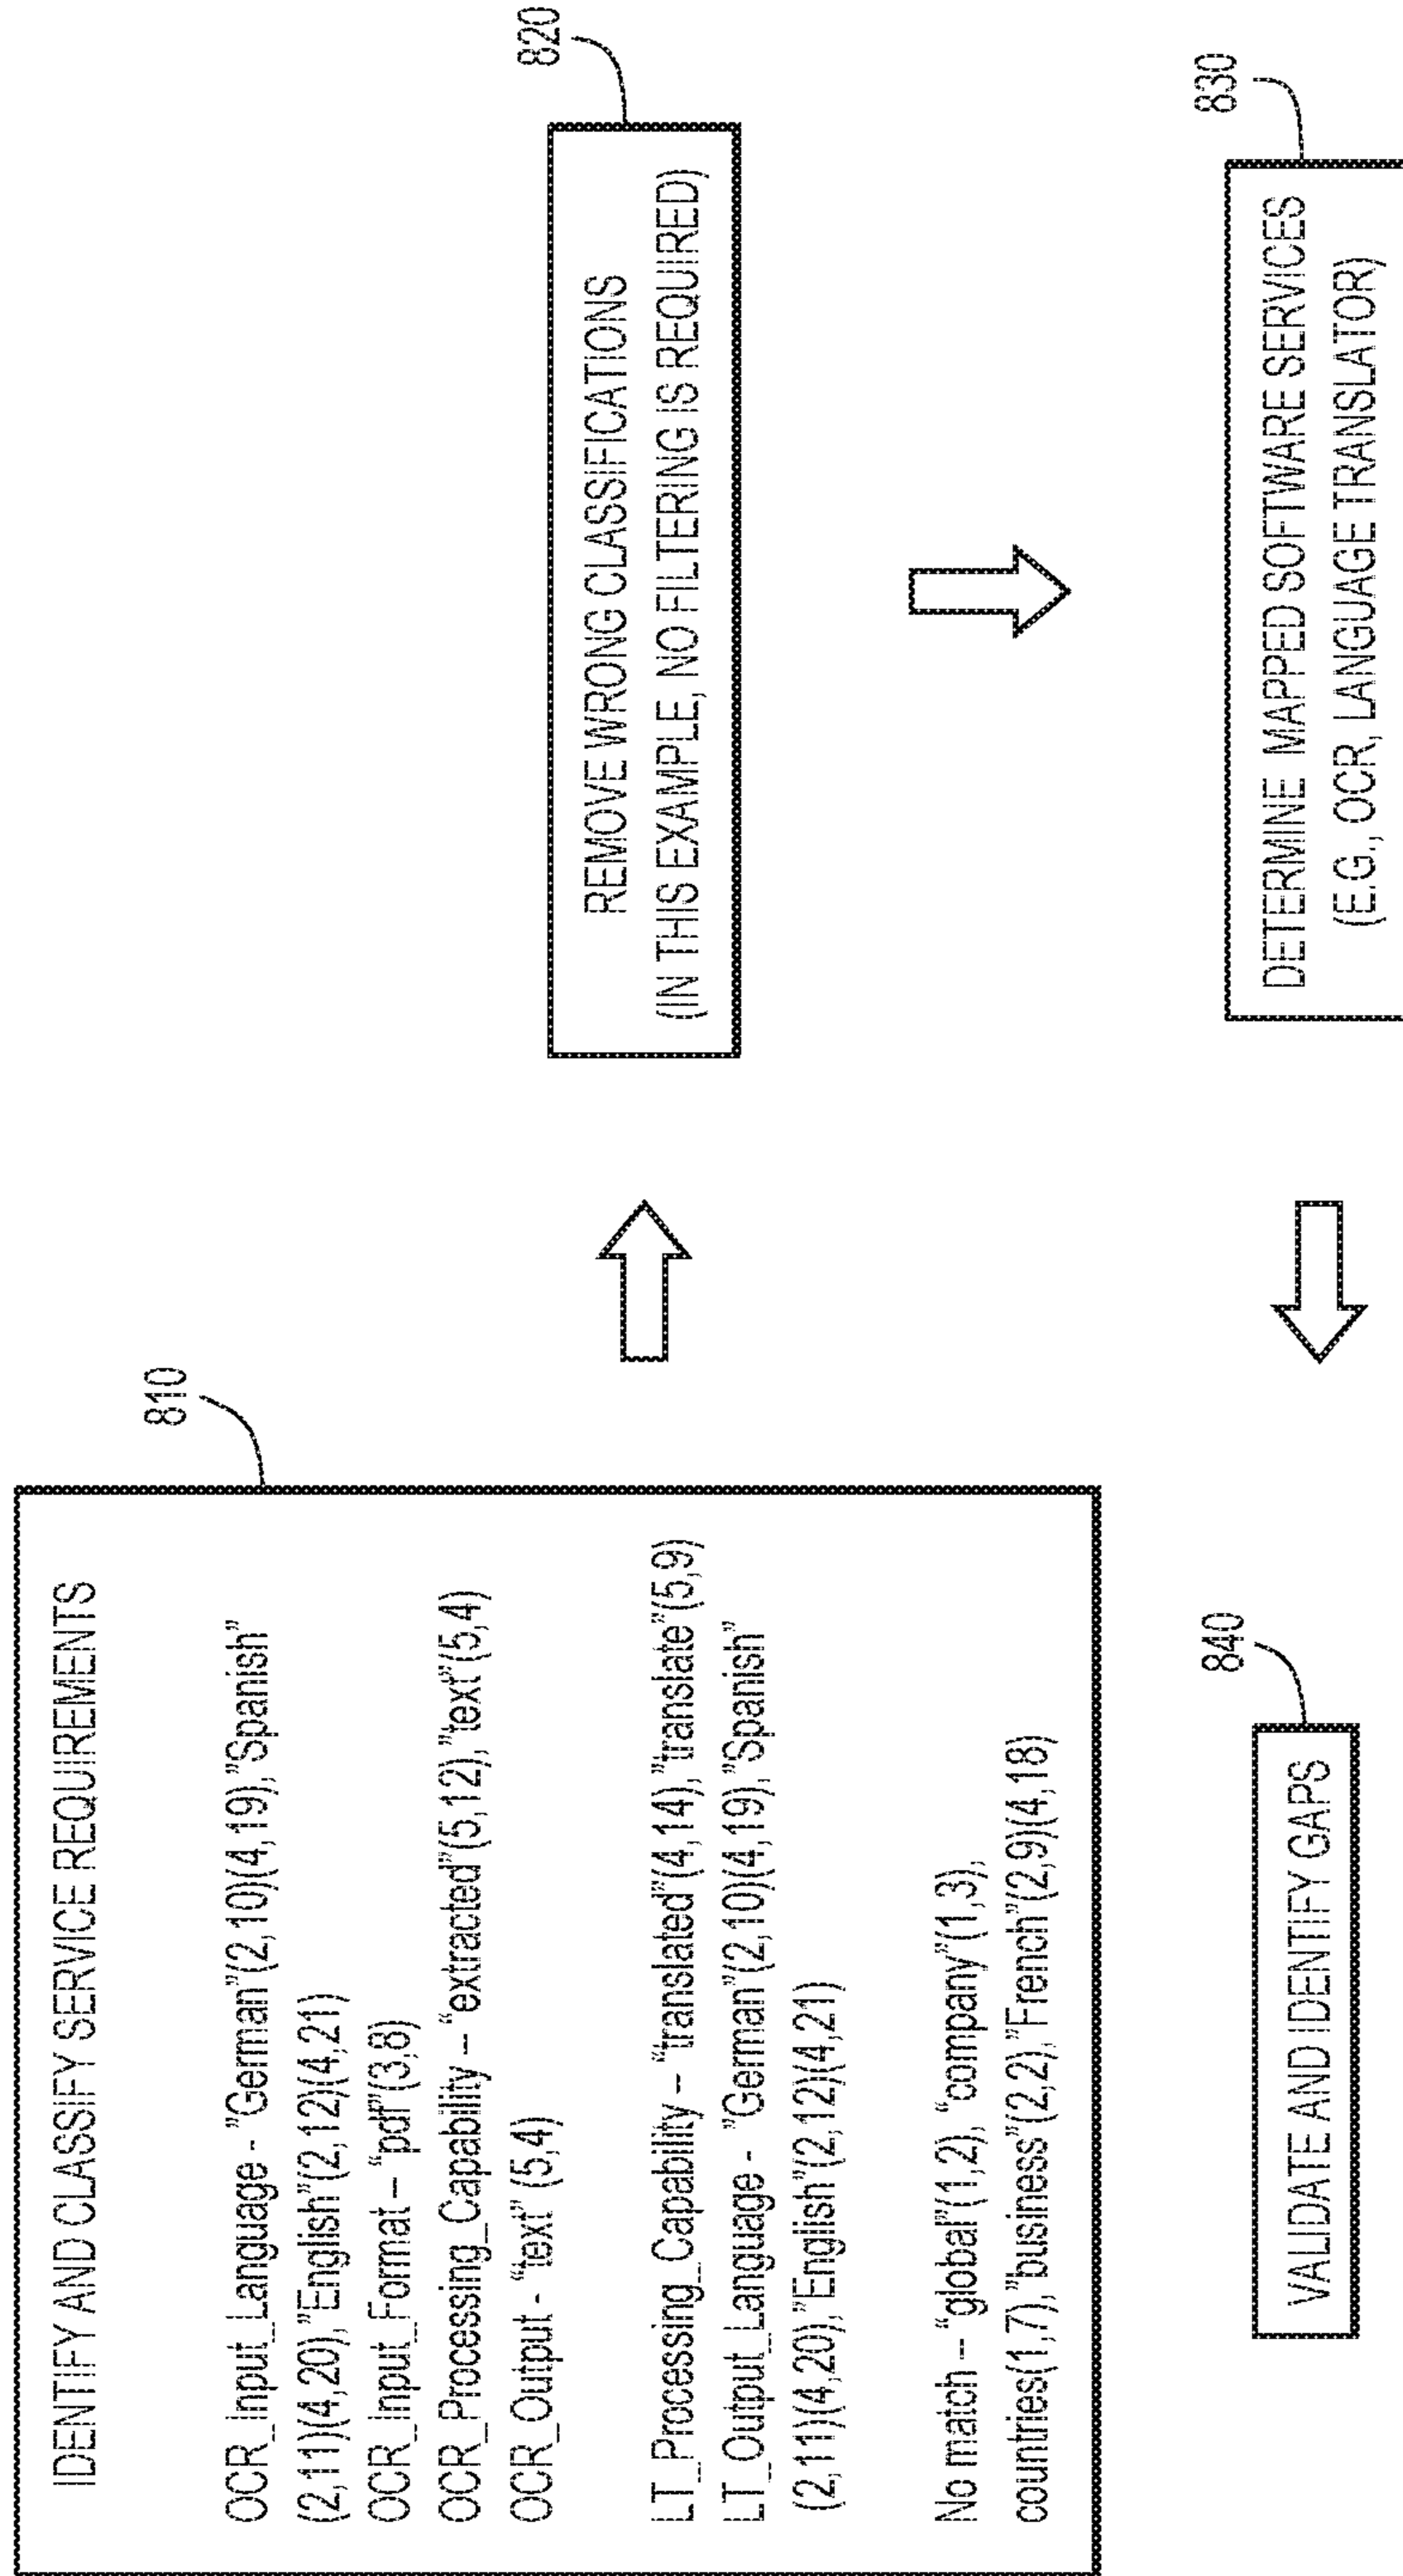 810
IDENTIFY AND CLASSIFY SERVICE REQUIREMENTS
OCR_Input_Language - ”German”(2,10)(4,19),”Spanish”
(2,11)(4,20),”English”(2,12)(4,21)
OCR_Input_Format – “pdf”(3,8)
OCR_Processing_Capability – “extracted”(5,12),”text”(5,4)
OCR_Output - “text” (5,4)
LT_Processing_Capability – “translated”(4,14),”translate”(5,9)
LT_Output_Language - ”German”(2,10)(4,19),”Spanish”
(2,11)(4,20),”English”(2,12)(4,21)
No match – “global”(1,2), “company”(1,3),
countries(1,7),”business”(2,2),”French”(2,9)(4,18)
820
REMOVE WRONG CLASSIFICATIONS
(IN THIS EXAMPLE, NO FILTERING IS REQUIRED)
830
DETERMINE MAPPED SOFTWARE SERVICES
(E.G., OCR, LANGUAGE TRANSLATOR)
840
VALIDATE AND IDENTIFY GAPS